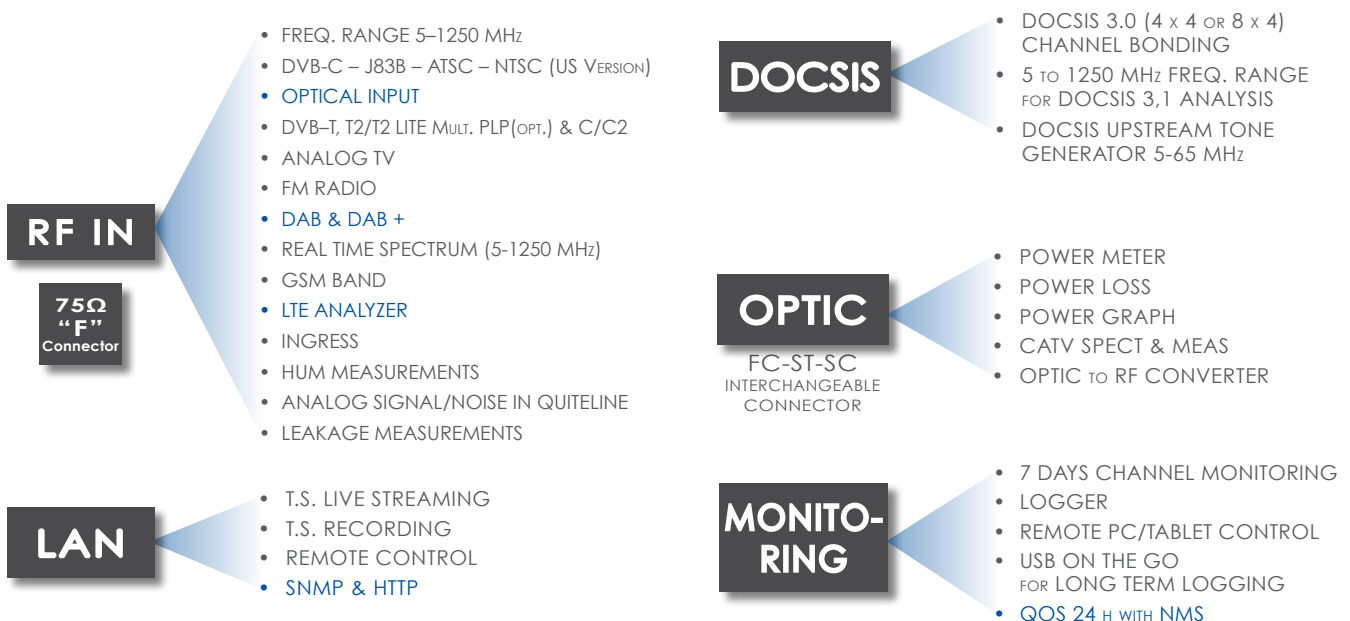 RF IN
75Ω
“F”
Connector
• FREQ. RANGE 5–1250 MHz
• DVB-C – J83B – ATSC – NTSC (US Version)
• OPTICAL INPUT
• DVB–T, T2/T2 LITE Mult. PLP(opt.) & C/C2
• ANALOG TV
• FM RADIO
• DAB & DAB +
• REAL TIME SPECTRUM (5-1250 MHz)
• GSM BAND
• LTE ANALYZER
• INGRESS
• HUM MEASUREMENTS
• ANALOG SIGNAL/NOISE IN QUITELINE
• LEAKAGE MEASUREMENTS
LAN
• T.S. LIVE STREAMING
• T.S. RECORDING
• REMOTE CONTROL
• SNMP & HTTP
DOCSIS
• DOCSIS 3.0 (4 x 4 or 8 x 4)
CHANNEL BONDING
• 5 to 1250 MHz FREQ. RANGE
for DOCSIS 3,1 ANALYSIS
• DOCSIS UPSTREAM TONE
GENERATOR 5-65 MHz
OPTIC
FC-ST-SC
INTERCHANGEABLE
CONNECTOR
• POWER METER
• POWER LOSS
• POWER GRAPH
• CATV SPECT & MEAS
• OPTIC to RF CONVERTER
MONITO-
RING
• 7 DAYS CHANNEL MONITORING
• LOGGER
• REMOTE PC/TABLET CONTROL
• USB ON THE GO
for LONG TERM LOGGING
• QOS 24 h with NMS